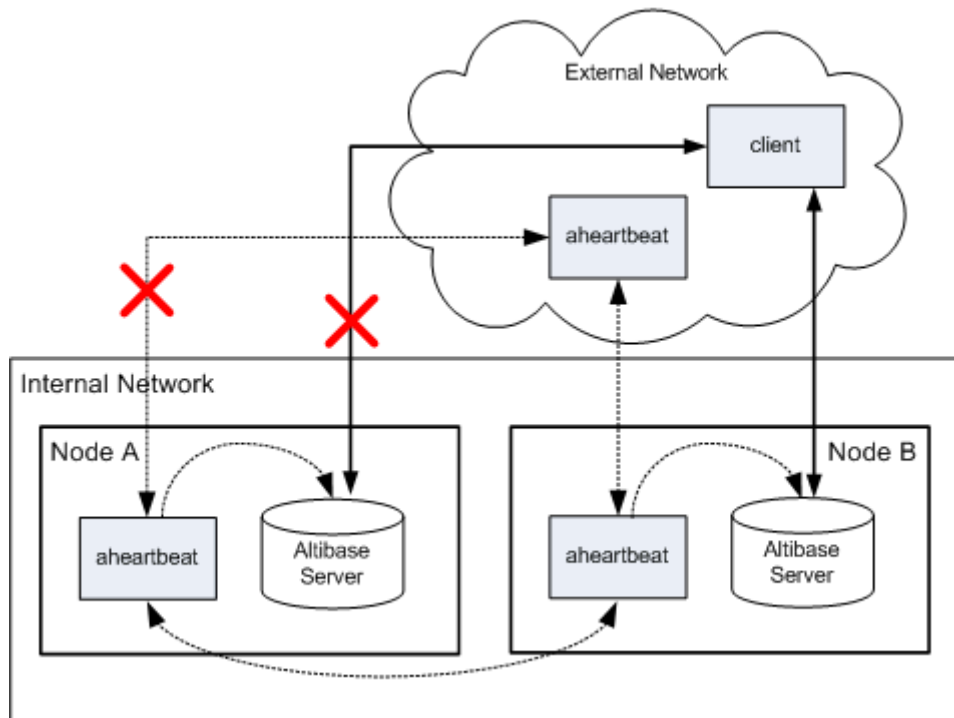 External Network
client
aheartbeat
Internal Network
Node A
Node B
aheartbeat
Altibase
Server
aheartbeat
Altibase
Server